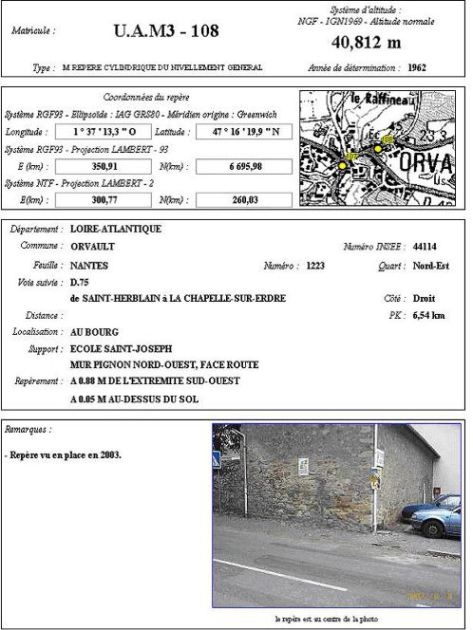 Système d'altitude :
NGF - IGN1969 - Altitude normale
Matricule : U.A.M3 - 108
40,812 m
Type : M REPERE CYLINDRIQUE DU NIVELLEMENT GENERAL Année de détermination : 1962
Coordonnées du repère
Système RGF93 - Ellipsoïde : IAG GRS80 - Méridien origine : Greenwich
Longitude : 1 ° 37 ' 13,3 " O Latitude : 47 ° 16 ' 19,9 " N
Système RGF93 - Projection LAMBERT - 93
E (km) : 350,91 N(km) : 6 695,98
Système NTF - Projection LAMBERT - 2
E(km) : 300,77 N(km) : 260,03
le Raffineau
Ec
23 3
ORVA
Us
Département : LOIRE-ATLANTIQUE
Commune : ORVAULT Numéro INSEE : 44114
Feuille : NANTES Numéro : 1223 Quart : Nord-Est
Voie suivie : D.75
de SAINT-HERBLAIN à LA CHAPELLE-SUR-ERDRE Côté : Droit
Distance : PK : 6,54 km
Localisation : AU BOURG
Support : ECOLE SAINT-JOSEPH
MUR PIGNON NORD-OUEST, FACE ROUTE
Repèrement : A 0.88 M DE L'EXTREMITE SUD-OUEST
A 0.05 M AU-DESSUS DU SOL
Remarques :
- Repère vu en place en 2003.
le repère est au centre de la photo